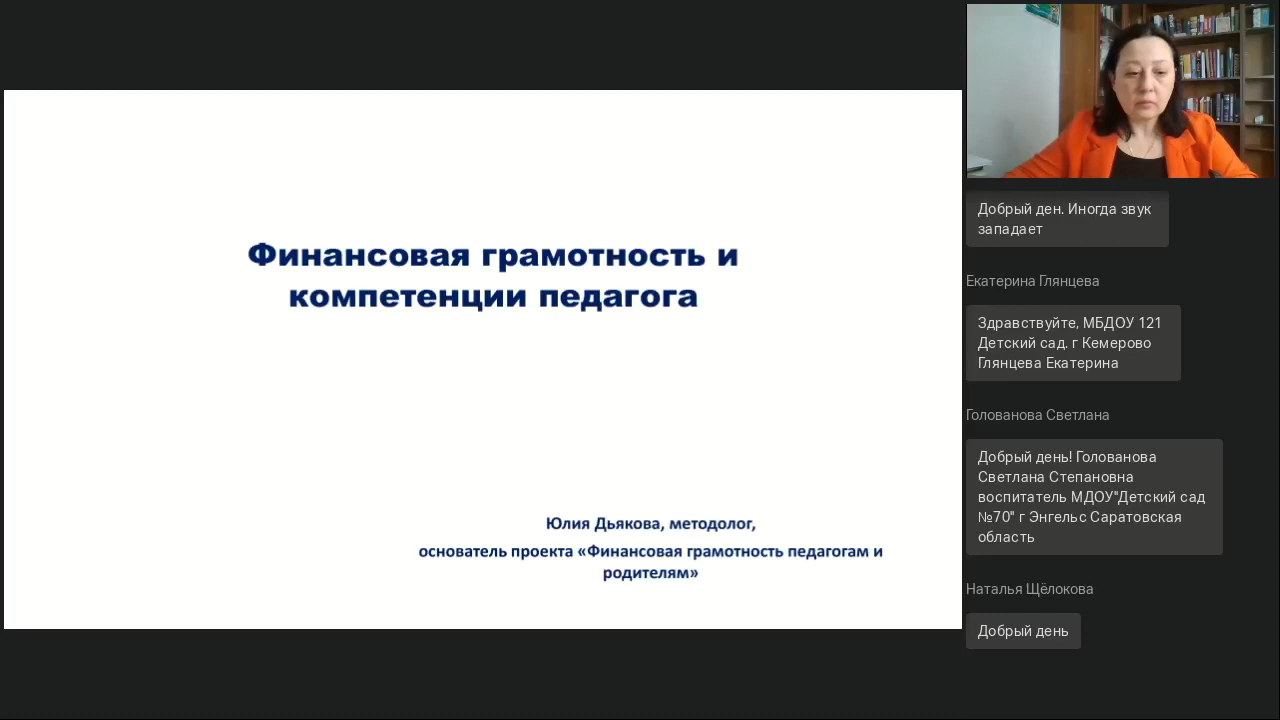 Финансовая грамотность и
компетенции педагога
Юлия Дьякова, методолог,
основатель проекта «Финансовая грамотность педагогам и
родителям»
Добрый ден. Иногда звук
западает
Екатерина Глянцева
Здравствуйте, МБДОУ 121
Детский сад. г Кемерово
Глянцева Екатерина
Голованова Светлана
Добрый день! Голованова
Светлана Степановна
воспитатель МДОУ"Детский сад
№70" г Энгельс Саратовская
область
Наталья Щёлокова
Добрый день